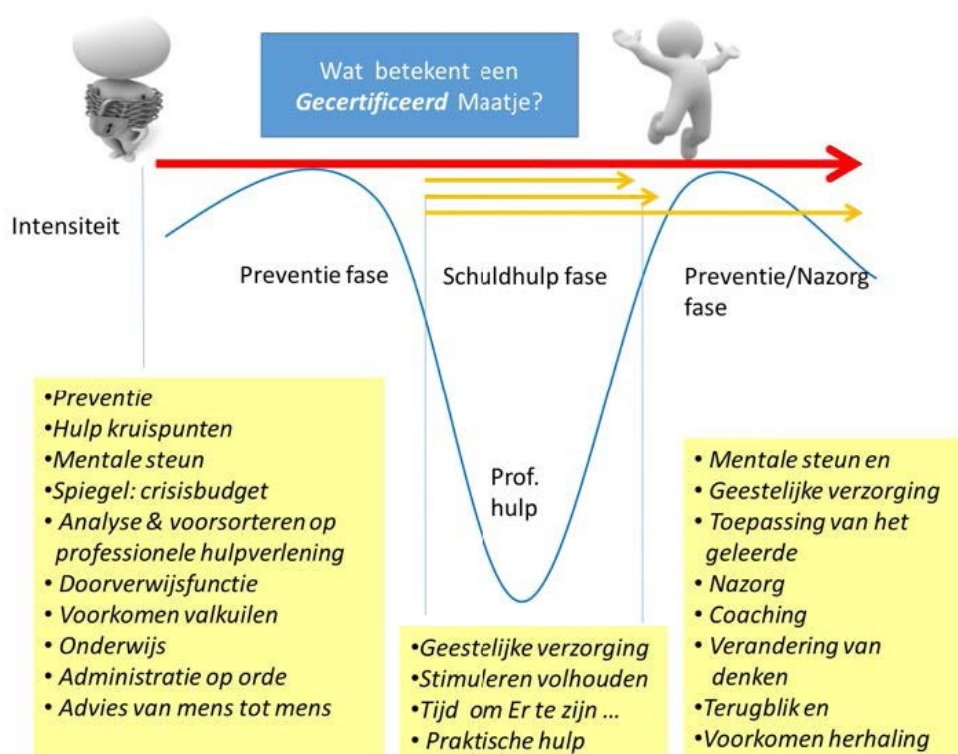 Wat betekent een
Gecertificeerd Maatje?
Intensiteit
Preventie fase
Schuldhulp fase
Preventie/Nazorg
fase
•Preventie
•Hulp kruispunten
•Mentale steun
•Spiegel: crisisbudget
• Analyse & voorsorteren op
professionele hulpverlening
• Doorverwijsfunctie
• Voorkomen valkuilen
• Onderwijs
• Administratie op orde
• Advies van mens tot mens
Prof.
hulp
•Geestelijke verzorging
•Stimuleren volhouden
•Tijd om Er te zijn ...
• Praktische hulp
• Mentale steun en
• Geestelijke verzorging
• Toepassing van het
geleerde
• Nazorg
• Coaching
• Verandering van
denken
•Terugblik en
•Voorkomen herhaling